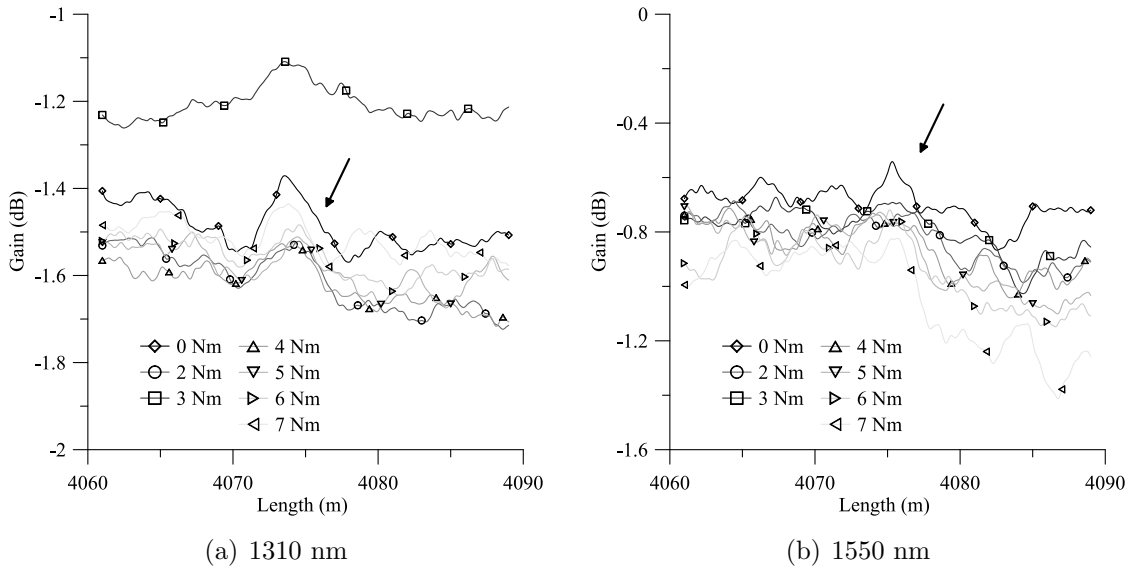 -1
-1.2
-1.4
-1.6
-1.8
-2
Gain (dB)
0 Nm
2 Nm
3 Nm
4 Nm
5 Nm
6 Nm
7 Nm
4060 4070 4080 4090
Length (m)
(a) 1310 nm
0
-0.4
-0.8
-1.2
-1.6
Gain (dB)
0 Nm
2 Nm
3 Nm
4 Nm
5 Nm
6 Nm
7 Nm
4060 4070 4080 4090
Length (m)
(b) 1550 nm